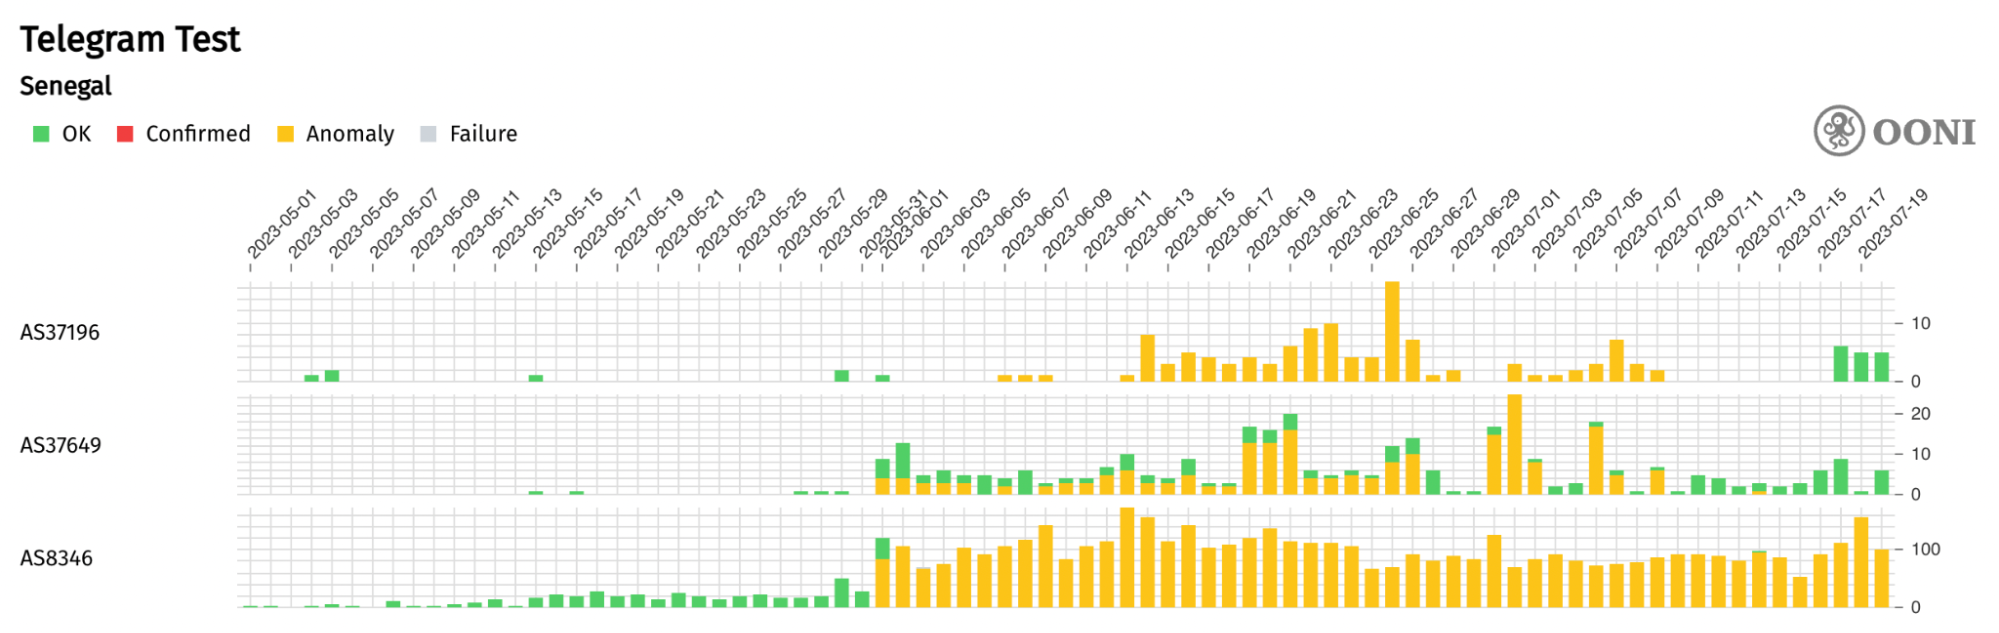 Telegram Test
Senegal
OK Confirmed Anomaly Failure
OONI
2023-05-01 2023-05-03 2023-05-05 2023-05-07 2023-05-09 2023-05-11 2023-05-13 2023-05-15 2023-05-17 2023-05-19 2023-05-21 2023-05-23 2023-05-25 2023-05-27 2023-05-29 2023-05-31 2023-06-01 2023-06-03 2023-06-05 2023-06-07 2023-06-09 2023-06-11 2023-06-13 2023-06-15 2023-06-17 2023-06-19 2023-06-21 2023-06-23 2023-06-25 2023-06-27 2023-06-29 2023-07-01 2023-07-03 2023-07-05 2023-07-07 2023-07-09 2023-07-11 2023-07-13 2023-07-15 2023-07-17 2023-07-19
10
AS37196
0
20
AS37649
10
0
AS8346
100
0